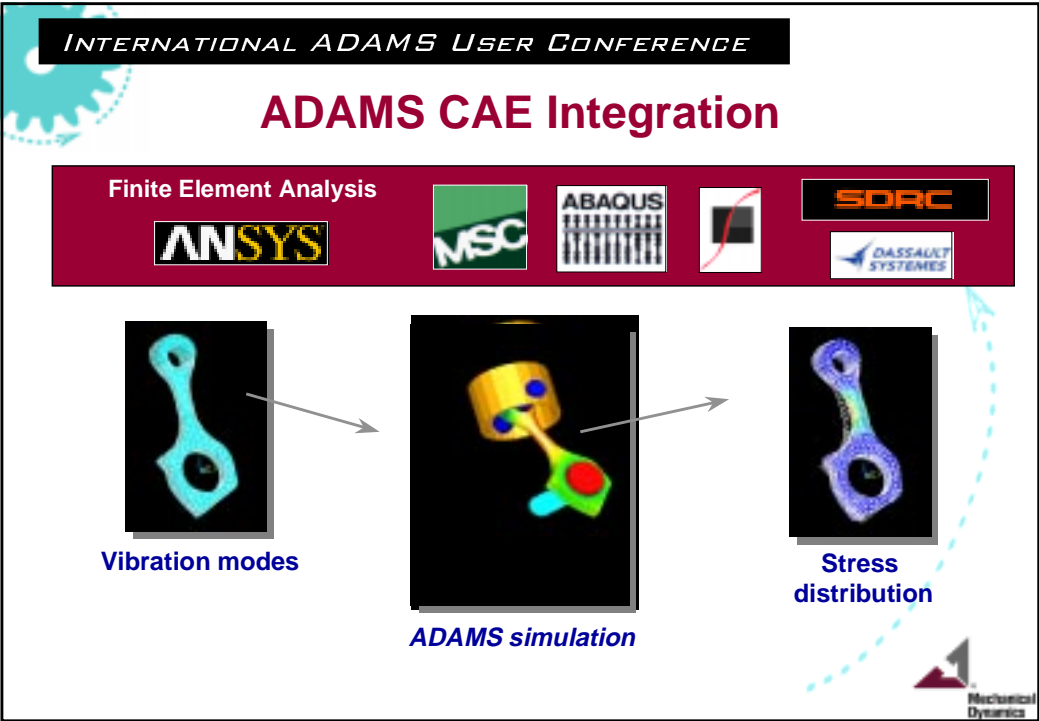 INTERNATIONAL ADAMS USER CONFERENCE
ADAMS CAE Integration
Finite Element Analysis
ANSYS
MSC
ABAQUS
SDRC
DASSAULT
SYSTEMES
Vibration modes
ADAMS simulation
Stress
distribution
Mechanical
Dynamics